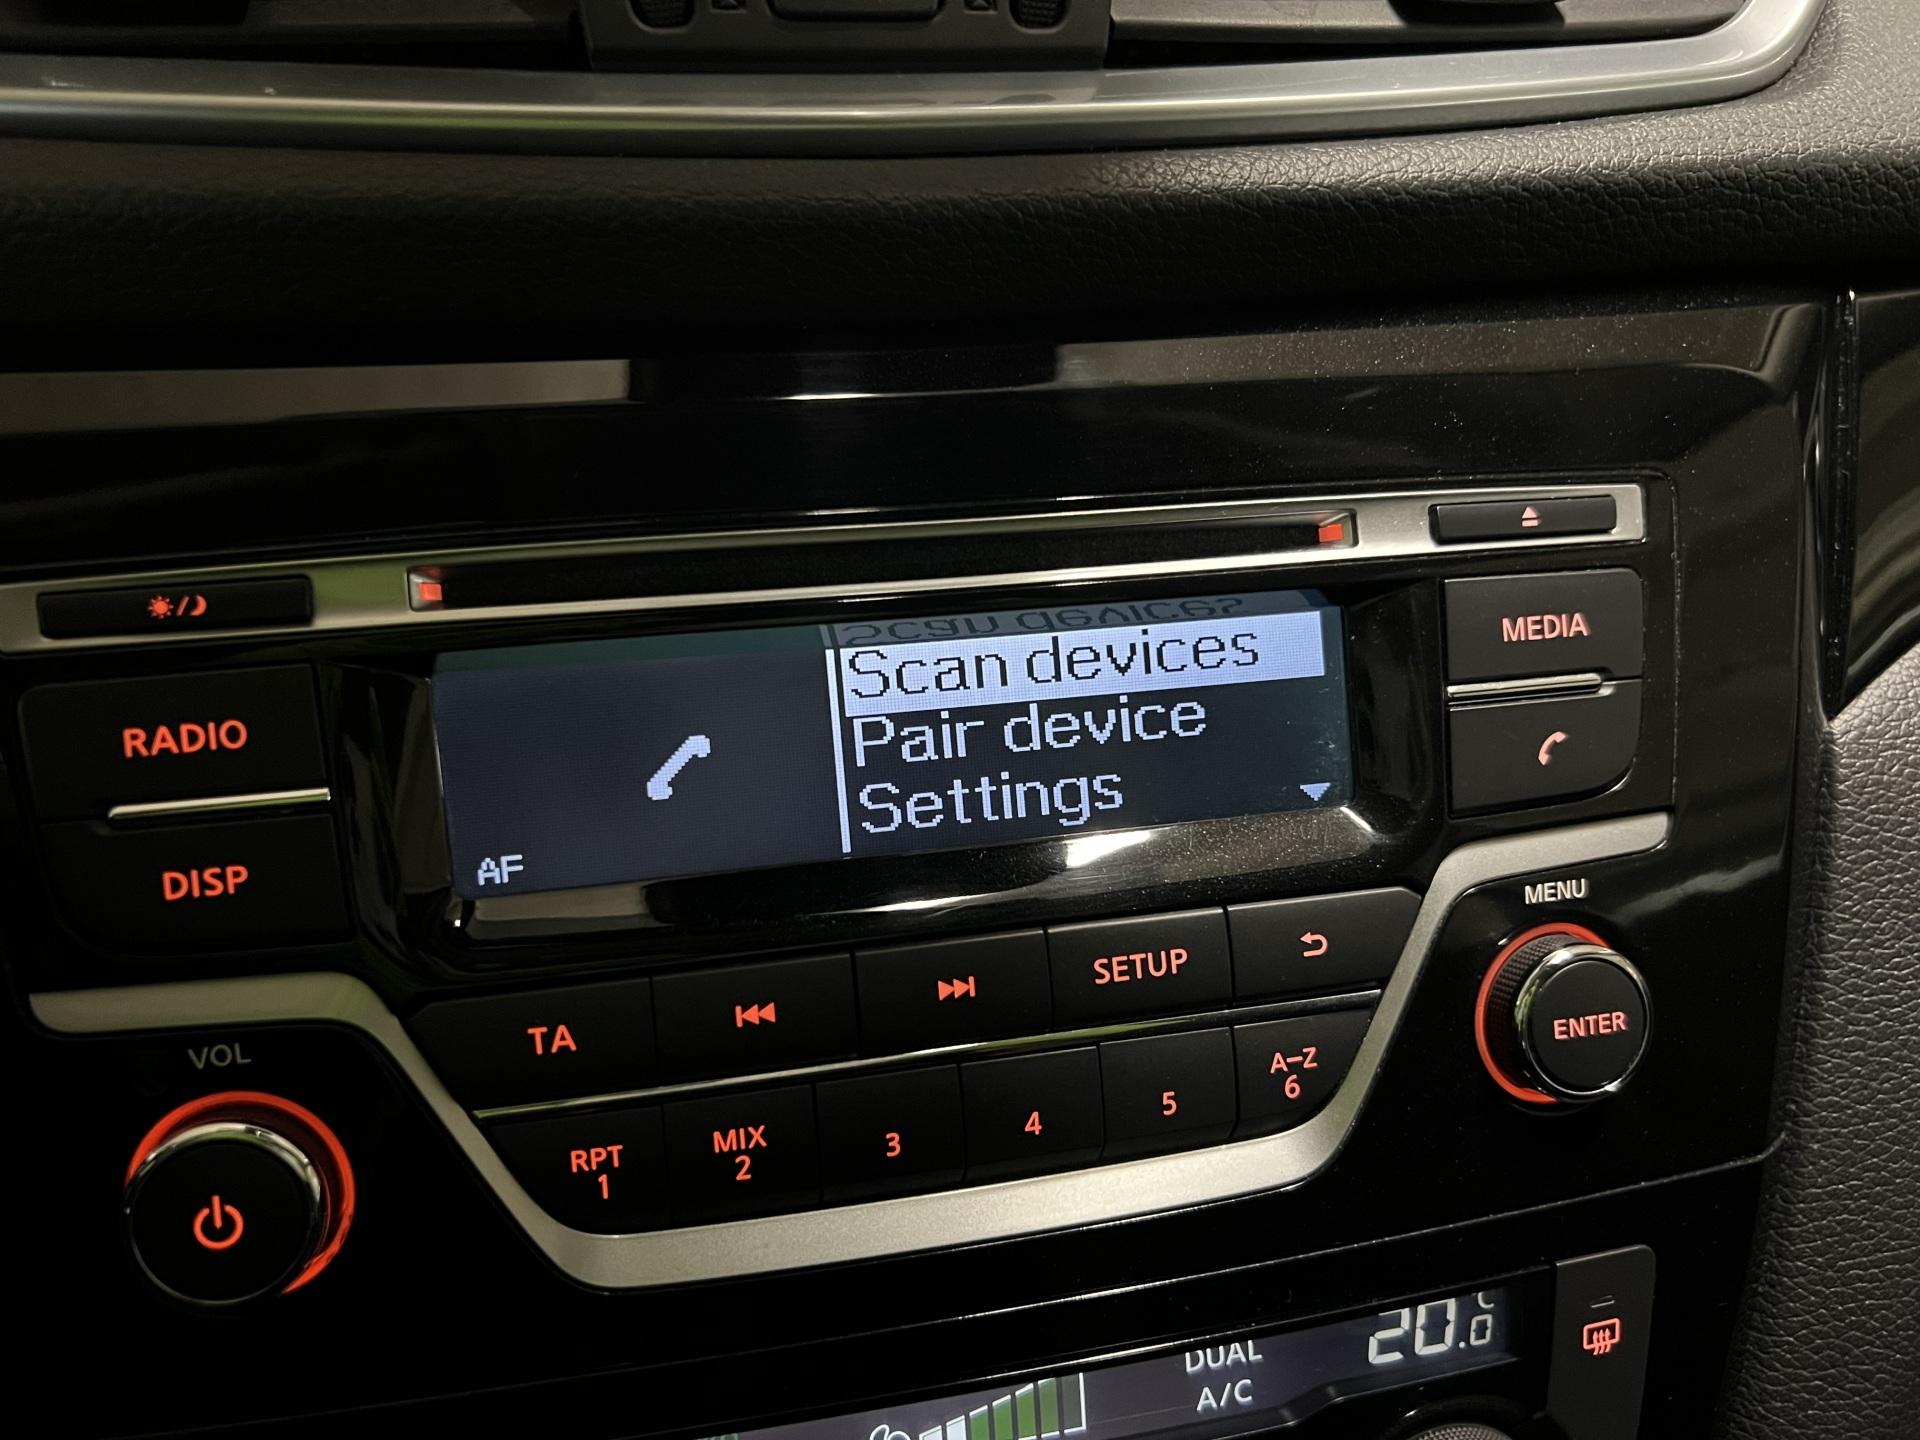 Scan devices
MEDIA
Pair device
RADIO
Settings
DISP
AF
MENU
SETUP
ENTER
TA
VOL
A-Z
6
5
4
3
MIX
2
RPT
1
20.0
°C
DUAL
A/C